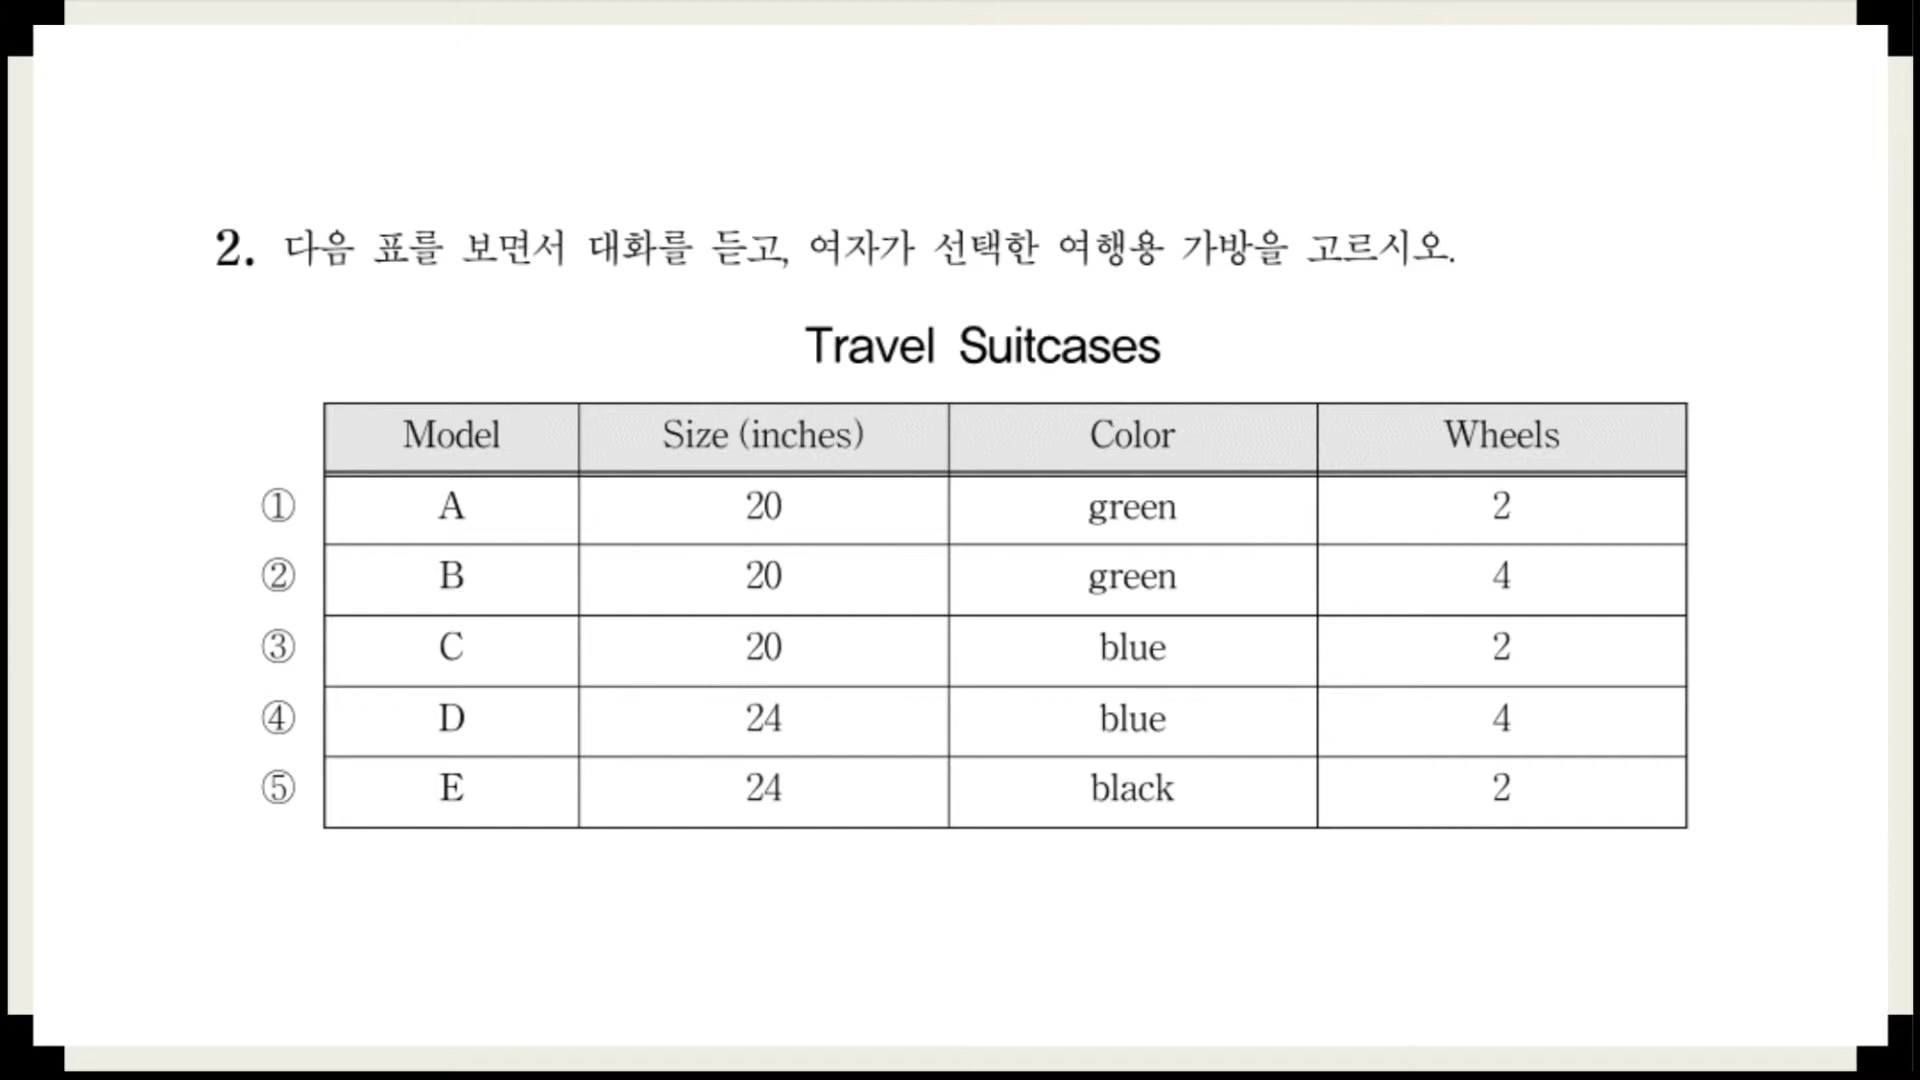 2. 다음 표를 보면서 대화를 듣고, 여자가 선택한 여행용 가방을 고르시오.
Travel Suitcases
Model Size (inches) Color Wheels
① A 20 green 2
② B 20 green 4
③ C 20 blue 2
④ D 24 blue 4
⑤ E 24 black 2